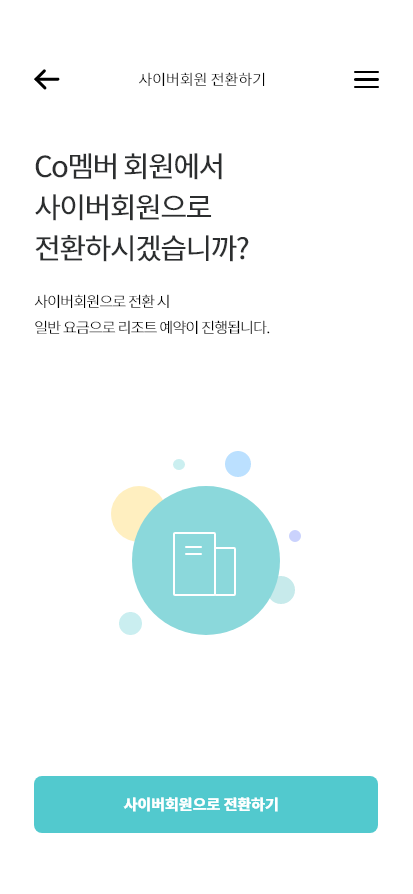 사이버회원 전환하기
Co멤버 회원에서
사이버회원으로
전환하시겠습니까?
사이버회원으로 전환 시
일반 요금으로 리조트 예약이 진행됩니다.
사이버회원으로 전환하기